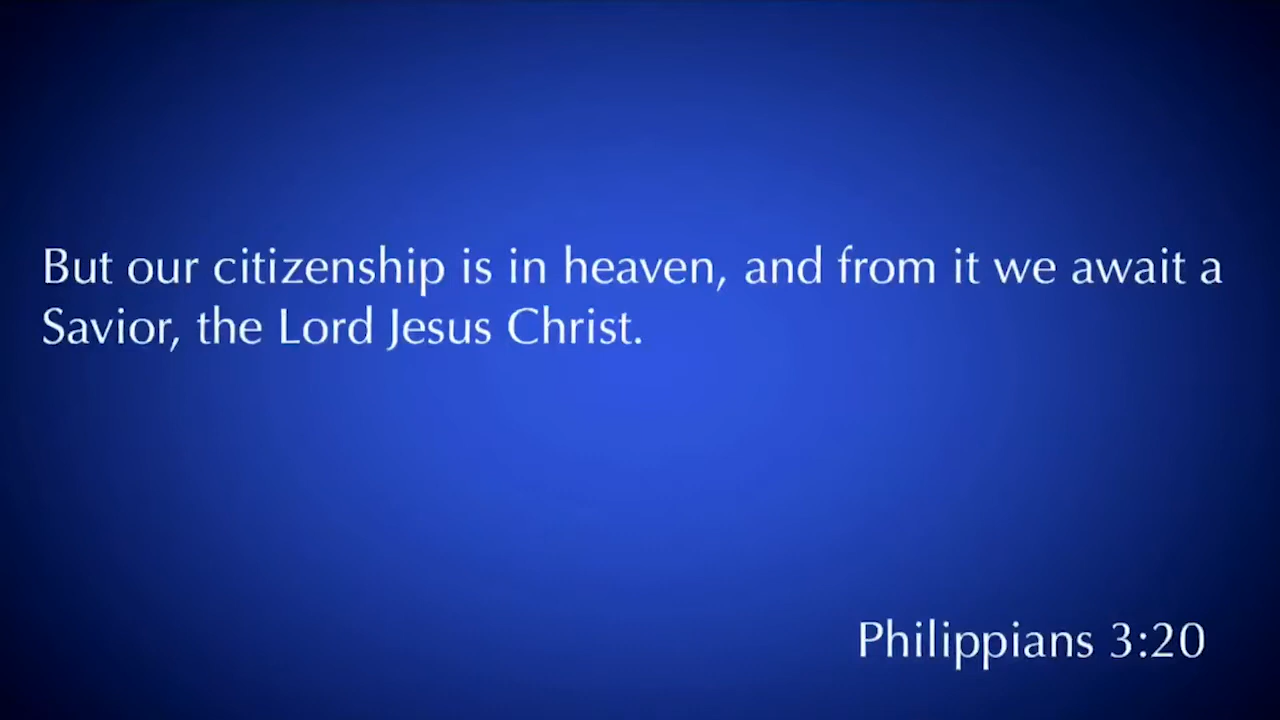 But our citizenship is in heaven, and from it we await a
Savior, the Lord Jesus Christ.
Philippians 3:20